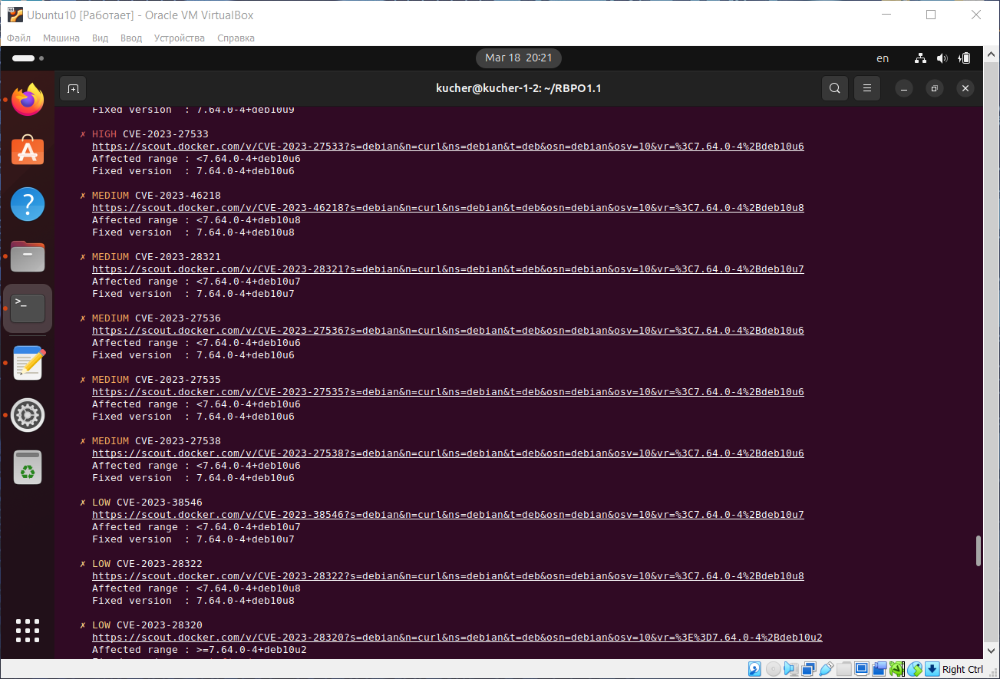 Ubuntu10 [Работает] - Oracle VM VirtualBox
Файл Машина Вид Ввод Устройства Справка
Mar 18 20:21
en
kucher@kucher-1-2: ~/RBPO1.1
Fixed version : 7.64.0-4+deb10u9
✗ HIGH CVE-2023-27533
https://scout.docker.com/v/CVE-2023-27533?s=debian&n=curl&ns=debian&t=deb&osn=debian&osv=10&vr=%3C7.64.0-4%2Bdeb10u6
Affected range : <7.64.0-4+deb10u6
Fixed version : 7.64.0-4+deb10u6
✗ MEDIUM CVE-2023-46218
https://scout.docker.com/v/CVE-2023-46218?s=debian&n=curl&ns=debian&t=deb&osn=debian&osv=10&vr=%3C7.64.0-4%2Bdeb10u8
Affected range : <7.64.0-4+deb10u8
Fixed version : 7.64.0-4+deb10u8
✗ MEDIUM CVE-2023-28321
https://scout.docker.com/v/CVE-2023-28321?s=debian&n=curl&ns=debian&t=deb&osn=debian&osv=10&vr=%3C7.64.0-4%2Bdeb10u7
Affected range : <7.64.0-4+deb10u7
Fixed version : 7.64.0-4+deb10u7
✗ MEDIUM CVE-2023-27536
https://scout.docker.com/v/CVE-2023-27536?s=debian&n=curl&ns=debian&t=deb&osn=debian&osv=10&vr=%3C7.64.0-4%2Bdeb10u6
Affected range : <7.64.0-4+deb10u6
Fixed version : 7.64.0-4+deb10u6
✗ MEDIUM CVE-2023-27535
https://scout.docker.com/v/CVE-2023-27535?s=debian&n=curl&ns=debian&t=deb&osn=debian&osv=10&vr=%3C7.64.0-4%2Bdeb10u6
Affected range : <7.64.0-4+deb10u6
Fixed version : 7.64.0-4+deb10u6
✗ MEDIUM CVE-2023-27538
https://scout.docker.com/v/CVE-2023-27538?s=debian&n=curl&ns=debian&t=deb&osn=debian&osv=10&vr=%3C7.64.0-4%2Bdeb10u6
Affected range : <7.64.0-4+deb10u6
Fixed version : 7.64.0-4+deb10u6
✗ LOW CVE-2023-38546
https://scout.docker.com/v/CVE-2023-38546?s=debian&n=curl&ns=debian&t=deb&osn=debian&osv=10&vr=%3C7.64.0-4%2Bdeb10u7
Affected range : <7.64.0-4+deb10u7
Fixed version : 7.64.0-4+deb10u7
✗ LOW CVE-2023-28322
https://scout.docker.com/v/CVE-2023-28322?s=debian&n=curl&ns=debian&t=deb&osn=debian&osv=10&vr=%3C7.64.0-4%2Bdeb10u8
Affected range : <7.64.0-4+deb10u8
Fixed version : 7.64.0-4+deb10u8
✗ LOW CVE-2023-28320
https://scout.docker.com/v/CVE-2023-28320?s=debian&n=curl&ns=debian&t=deb&osn=debian&osv=10&vr=%3E%3D7.64.0-4%2Bdeb10u2
Affected range : >=7.64.0-4+deb10u2
Right Ctrl